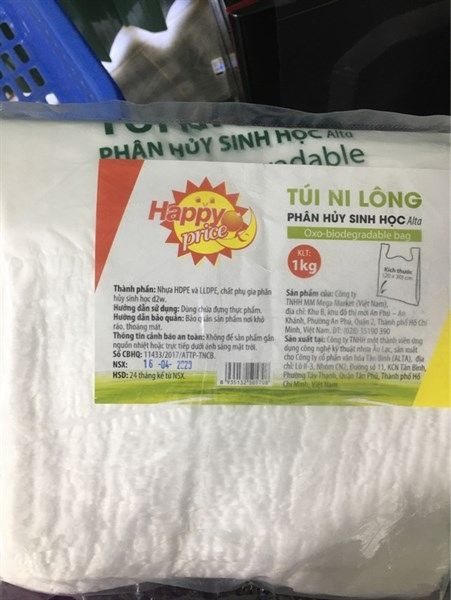 PHÂN HỦY SINH HỌC Alta
dable
Happy
price
TÚI NI LÔNG
PHÂN HỦY SINH HỌC Alta
Oxo-biodegradable bag
KLT:
1kg
Kích thước
(20 x 30) cm
Thành phần: Nhựa HDPE và LLDPE, chất phụ gia phân
hủy sinh học d2w.
Hướng dẫn sử dụng: Dùng chứa đựng thực phẩm.
Hướng dẫn bảo quản: Bảo quản sản phẩm nơi khô
ráo, thoáng mát.
Thông tin cảnh báo an toàn: Không để sản phẩm gần
nguồn nhiệt hoặc trực tiếp dưới ánh sáng mặt trời.
Số CBHQ: 11433/2017/ATTP-TNCB.
NSX: 16-04-2020
HSD: 24 tháng kể từ NSX.
Sản phẩm của: Công ty
TNHH MM Mega Market (Việt Nam),
địa chỉ: Khu B, khu đô thị mới An Phú – An
Khánh, Phường An Phú, Quận 2, Thành phố Hồ Chí
Minh, Việt Nam. ĐT: (028) 35190 390
Sản xuất tại: Công ty TNHH một thành viên ứng
dụng công nghệ kỹ thuật nhựa Âu Lạc, sản xuất
cho Công ty cổ phần văn hóa Tân Bình (ALTA), địa
chỉ: Lô II-3, Nhóm CN2, Đường số 11, KCN Tân Bình,
Phường Tây Thạnh, Quận Tân Phú, Thành phố Hồ
Chí Minh, Việt Nam